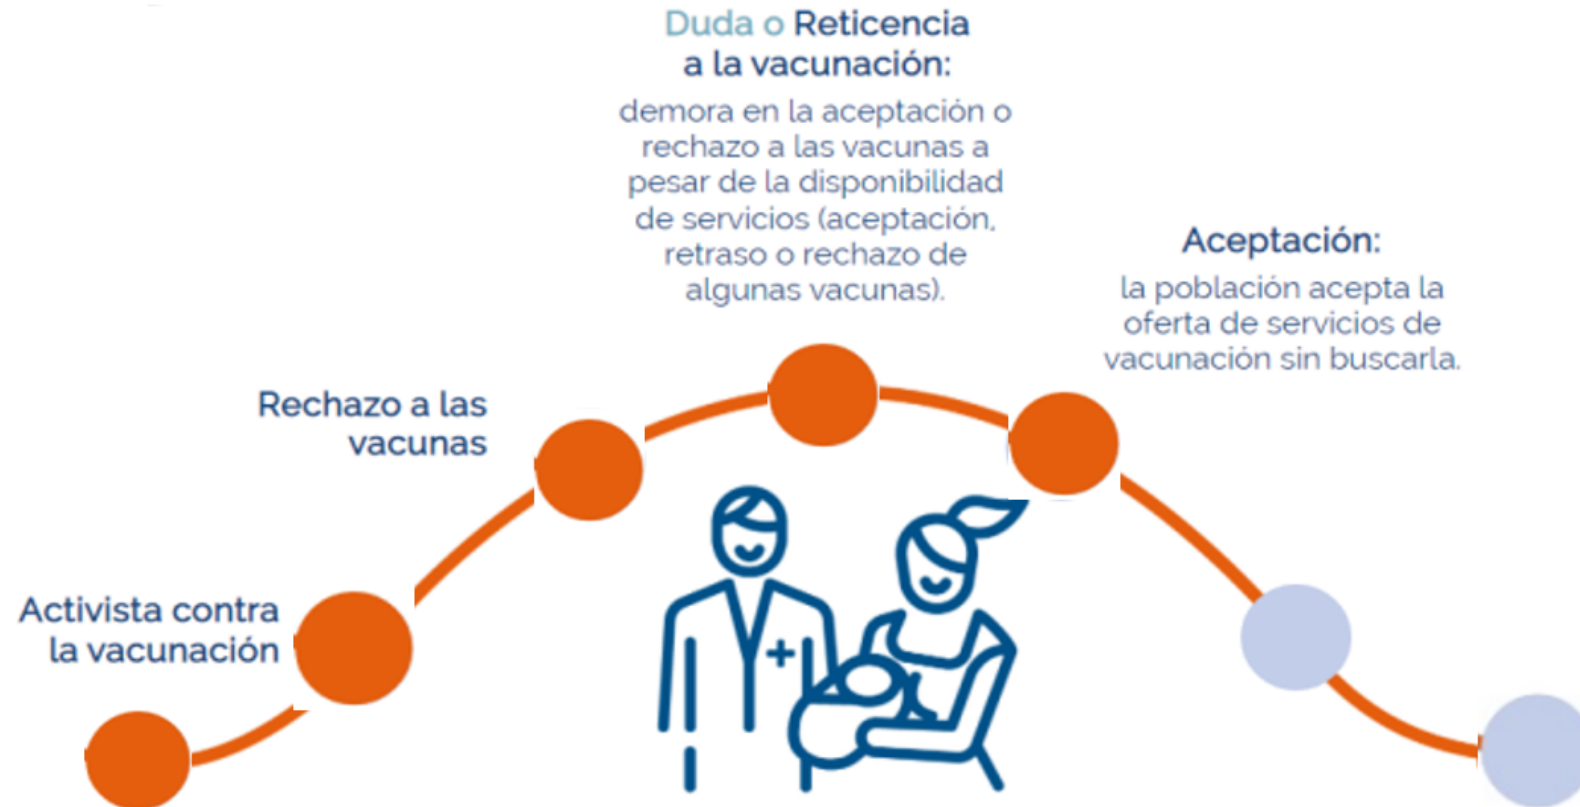 Duda o Reticencia
a la vacunación:
demora en la aceptación o
rechazo a las vacunas a
pesar de la disponibilidad
de servicios (aceptación,
retraso o rechazo de
algunas vacunas).
Aceptación:
la población acepta la
oferta de servicios de
vacunación sin buscarla.
Rechazo a las
vacunas
Activista contra
la vacunación